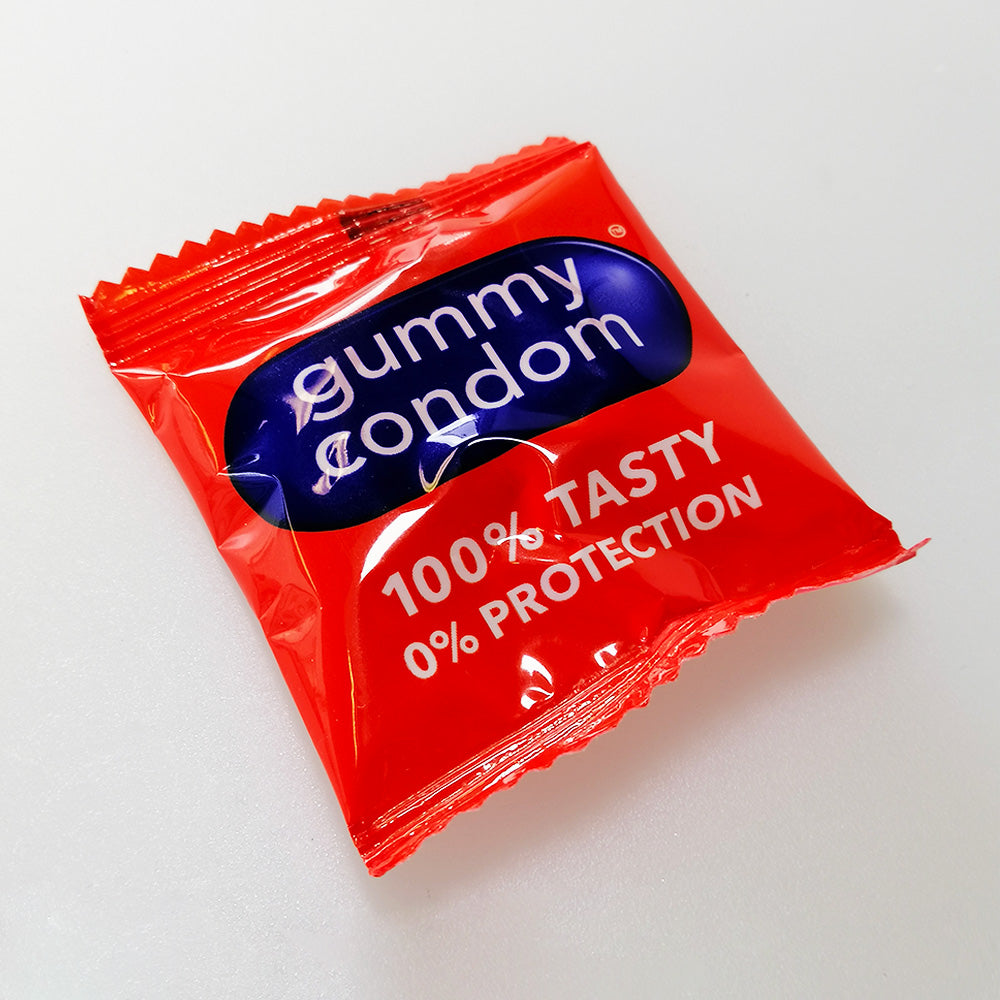 gummy
condom
100% TASTY
0% PROTECTION